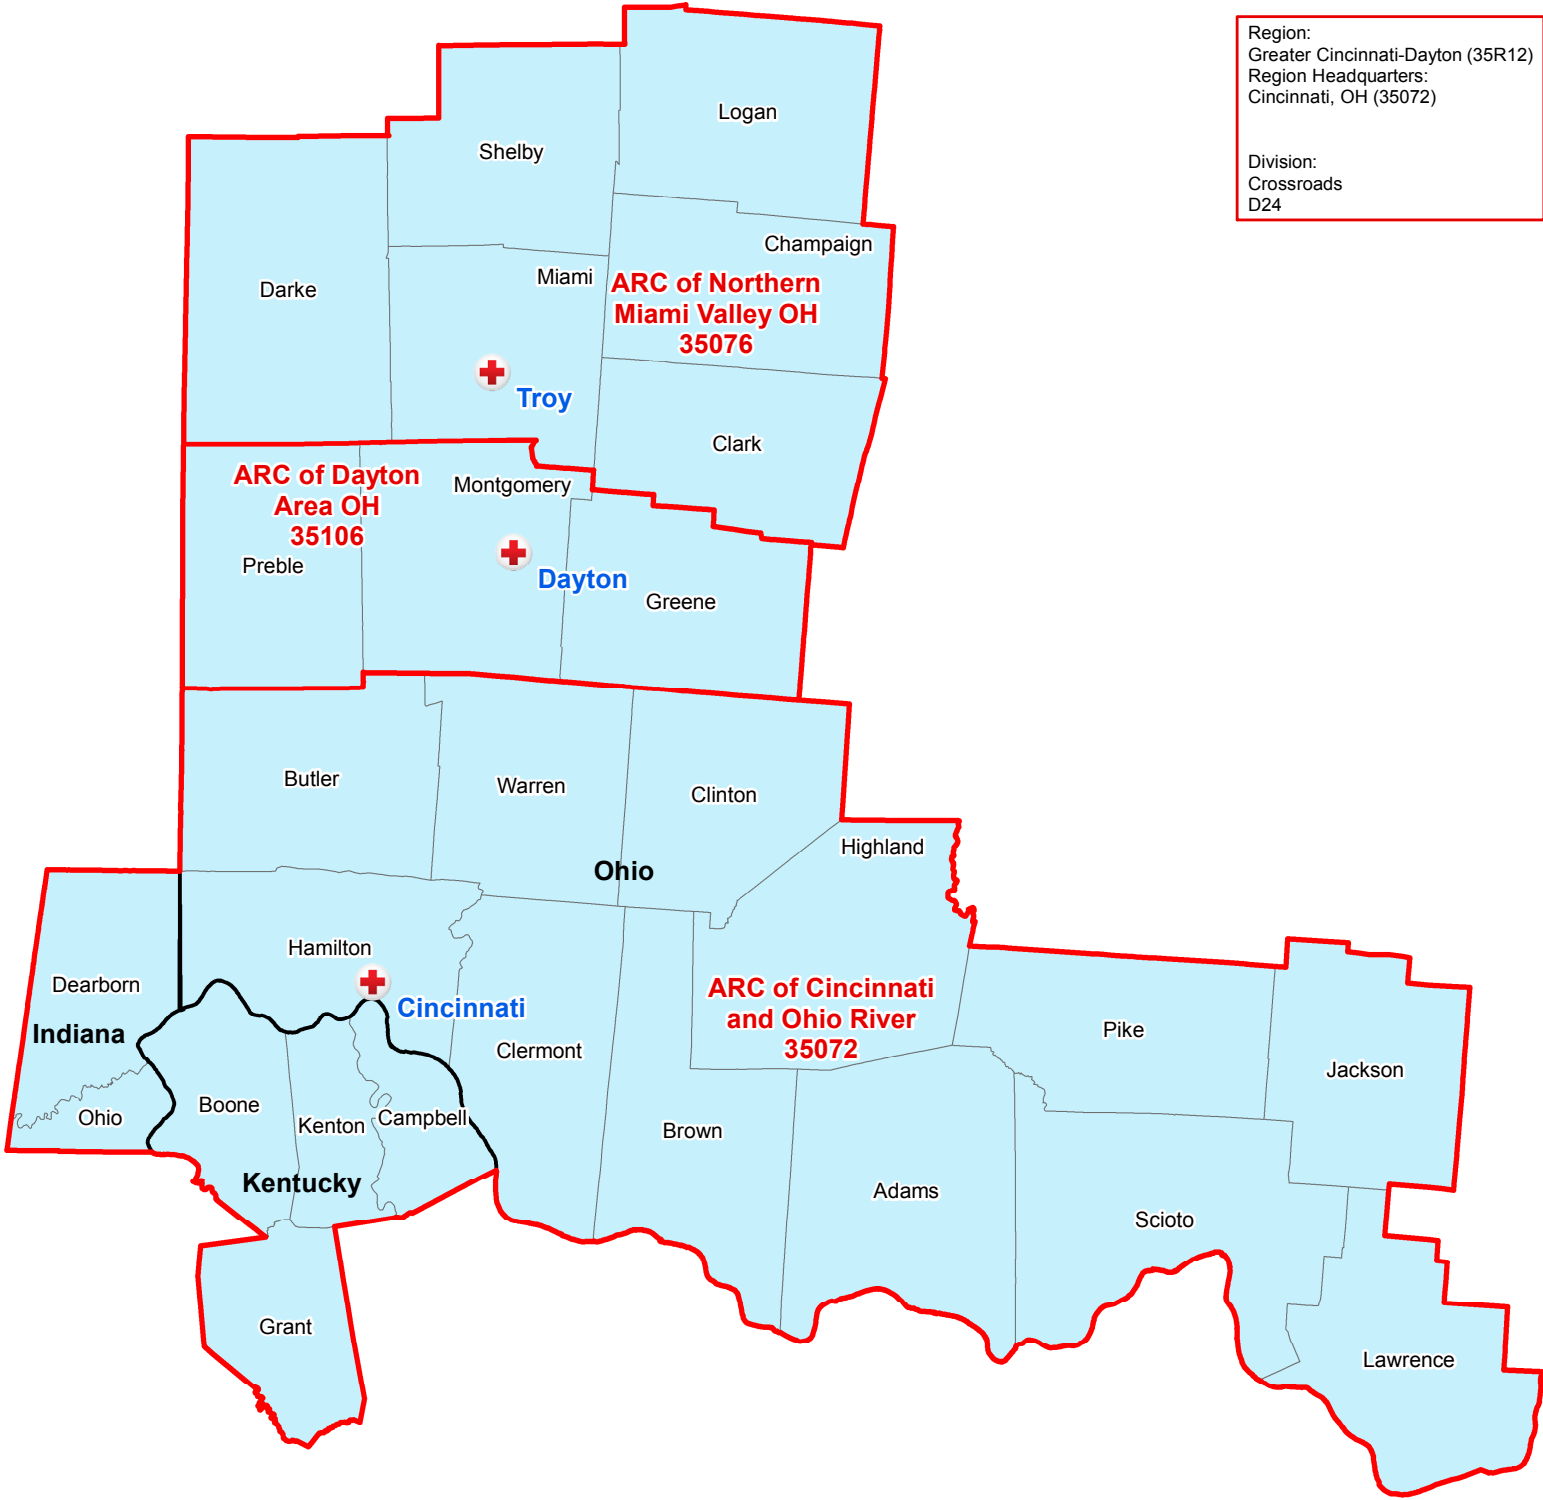 Region:
Greater Cincinnati-Dayton (35R12)
Region Headquarters:
Cincinnati, OH (35072)
Division:
Crossroads
D24
Logan
Shelby
Champaign
Darke
Miami
ARC of Northern
Miami Valley OH
35076
Troy
Clark
ARC of Dayton
Area OH
35106
Montgomery
Preble
Dayton
Greene
Butler
Warren
Clinton
Highland
Ohio
Hamilton
Dearborn
Cincinnati
ARC of Cincinnati
and Ohio River
35072
Indiana
Pike
Clermont
Jackson
Boone
Ohio
Kenton
Campbell
Brown
Kentucky
Adams
Scioto
Grant
Lawrence